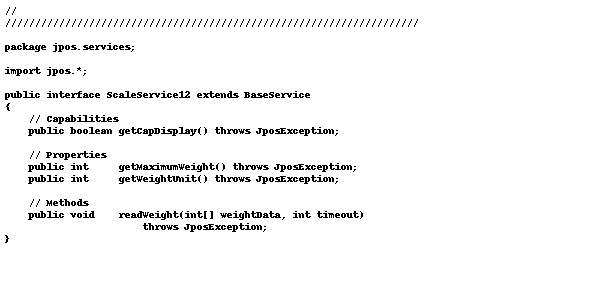 //
/////////////////////////////////////////////////////////////////////

package jpos.services;

import jpos.*;

public interface ScaleService12 extends BaseService
{
    // Capabilities
    public boolean getCapDisplay() throws JposException;

    // Properties
    public int     getMaximumWeight() throws JposException;
    public int     getWeightUnit() throws JposException;

    // Methods
    public void    readWeight(int[] weightData, int timeout)
                       throws JposException;
}